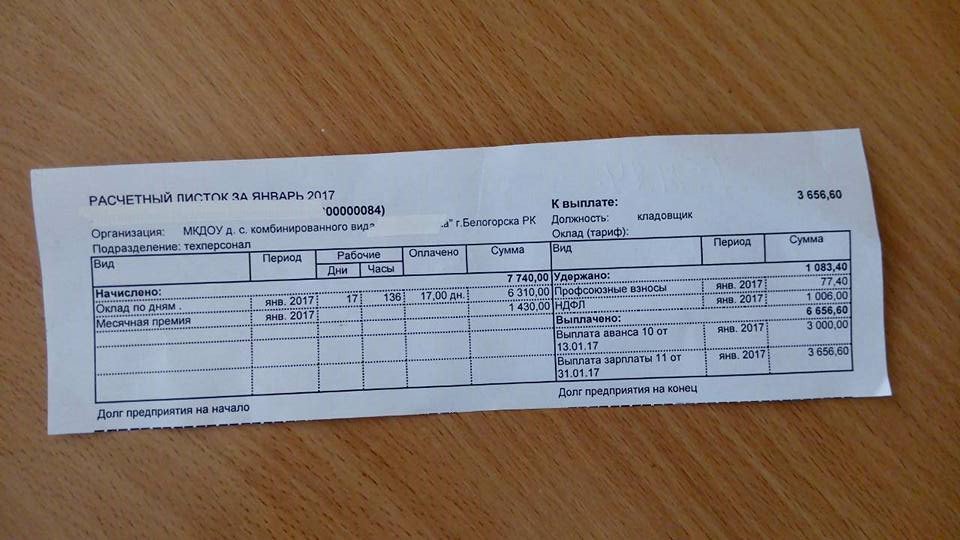 РАСЧЕТНЫЙ ЛИСТОК ЗА ЯНВАРЬ 2017
00000084)
К выплате: 3 656,60
Организация: МКДОУ д. с. комбинированного вида " г.Белогорска РК
Должность: кладовщик
Подразделение: техперсонал
Оклад (тариф):
Вид Период Рабочие Оплачено Сумма Вид Период Сумма
Дни Часы
Начислено: 7 740,00 Удержано: 1 083,40
Оклад по дням янв. 2017 17 136 17,00 дн. 6 310,00 Профсоюзные взносы янв. 2017 77,40
Месячная премия янв. 2017 1 430,00 НДФЛ янв. 2017 1 006,00
Выплачено: 6 656,60
Выплата аванса 10 от янв. 2017 3 000,00
13.01.17
Выплата зарплаты 11 от янв. 2017 3 656,60
31.01.17
Долг предприятия на начало Долг предприятия на конец